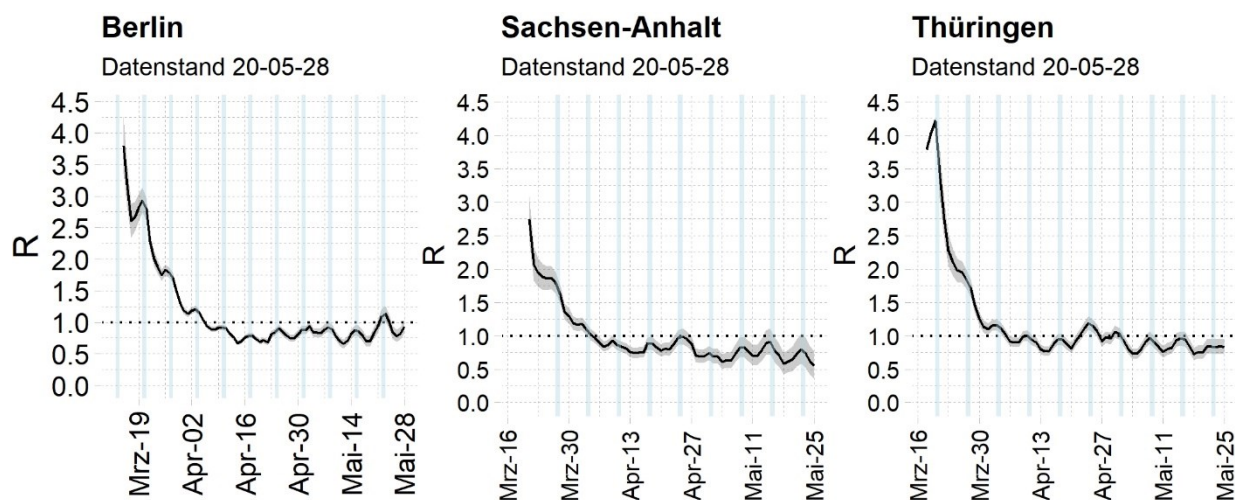 Berlin
Datenstand 20-05-28
4.5
4.0
3.5
3.0
2.5
2.0
1.5
1.0
0.5
0.0
R
Mrz-19
Apr-02
Apr-16
Apr-30
Mai-14
Mai-28
Sachsen-Anhalt
Datenstand 20-05-28
4.5
4.0
3.5
3.0
2.5
2.0
1.5
1.0
0.5
0.0
R
Mrz-16
Mrz-30
Apr-13
Apr-27
Mai-11
Mai-25
Thüringen
Datenstand 20-05-28
4.5
4.0
3.5
3.0
2.5
2.0
1.5
1.0
0.5
0.0
R
Mrz-16
Mrz-30
Apr-13
Apr-27
Mai-11
Mai-25